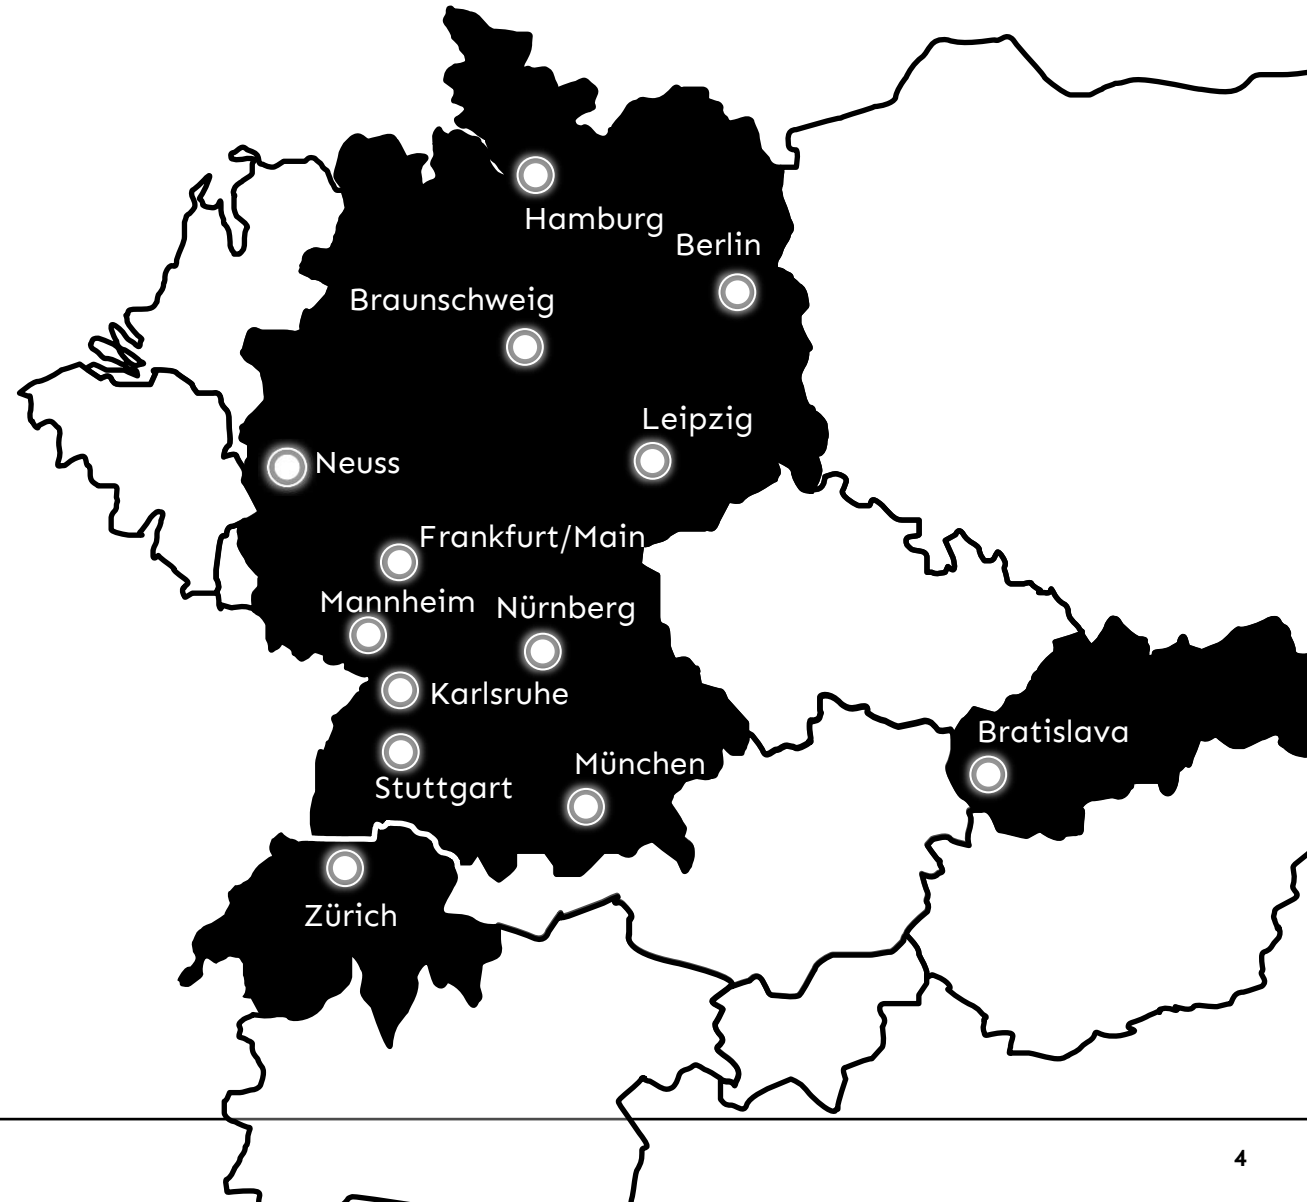 Hamburg
Berlin
Braunschweig
Leipzig
Neuss
Frankfurt/Main
Mannheim
Nürnberg
Karlsruhe
Bratislava
München
Stuttgart
Zürich
4